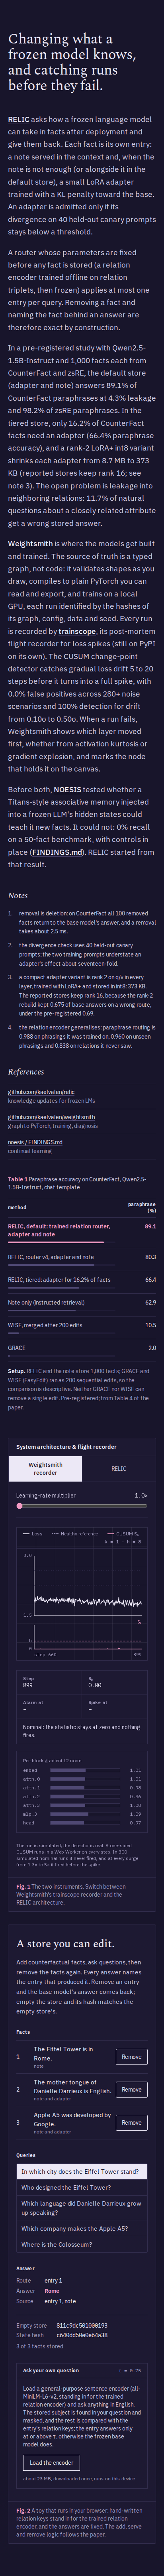 Changing what a
frozen model knows,
and catching runs
before they fail.
RELIC asks how a frozen language model
can take in facts after deployment and
give them back. Each fact is its own entry:
a note served in the context and, when the
note is not enough (or alongside it in the
default store), a small LoRA adapter
trained with a KL penalty toward the base.
An adapter is admitted only if its
divergence on 40 held-out canary prompts
stays below a threshold.
A router whose parameters are fixed
before any fact is stored (a relation
encoder trained offline on relation
triplets, then frozen) applies at most one
entry per query. Removing a fact and
naming the fact behind an answer are
therefore exact by construction.
In a pre-registered study with Qwen2.5-
1.5B-Instruct and 1,000 facts each from
CounterFact and zsRE, the default store
(adapter and note) answers 89.1% of
CounterFact paraphrases at 4.3% leakage
and 98.2% of zsRE paraphrases. In the
tiered store, only 16.2% of CounterFact
facts need an adapter (66.4% paraphrase
accuracy), and a rank-2 LoRA+ int8 variant
shrinks each adapter from 8.7 MB to 373
KB (reported stores keep rank 16; see
note 3). The open problem is leakage into
neighboring relations: 11.7% of natural
questions about a closely related attribute
get a wrong stored answer.
Weightsmith is where the models get built
and trained. The source of truth is a typed
graph, not code: it validates shapes as you
draw, compiles to plain PyTorch you can
read and export, and trains on a local
GPU, each run identified by the hashes of
its graph, config, data and seed. Every run
is recorded by trainscope, its post-mortem
flight recorder for loss spikes (still on PyPI
on its own). The CUSUM change-point
detector catches gradual loss drift 5 to 20
steps before it turns into a full spike, with
0.0% false positives across 280+ noise
scenarios and 100% detection for drift
from 0.10σ to 0.50σ. When a run fails,
Weightsmith shows which layer moved
first, whether from activation kurtosis or
gradient explosion, and marks the node
that holds it on the canvas.
Before both, NOESIS tested whether a
Titans-style associative memory injected
into a frozen LLM's hidden states could
teach it new facts. It could not: 0% recall
on a 50-fact benchmark, with controls in
place (FINDINGS.md). RELIC started from
that result.
Notes
1. removal is deletion: on CounterFact all 100 removed
facts return to the base model's answer, and a removal
takes about 2.5 ms.
2. the divergence check uses 40 held-out canary
prompts; the two training prompts understate an
adapter's effect about sevenfold.
3. a compact adapter variant is rank 2 on q/v in every
layer, trained with LoRA+ and stored in int8: 373 KB.
The reported stores keep rank 16, because the rank-2
rebuild kept 0.675 of base answers on a wrong route,
under the pre-registered 0.69.
4. the relation encoder generalises: paraphrase routing is
0.988 on phrasings it was trained on, 0.960 on unseen
phrasings and 0.838 on relations it never saw.
References
github.com/kaelvalen/relic
knowledge updates for frozen LMs
github.com/kaelvalen/weightsmith
graph to PyTorch, training, diagnosis
noesis / FINDINGS.md
continual learning
Table 1 Paraphrase accuracy on CounterFact, Qwen2.5-
1.5B-Instruct, chat template
method paraphrase
(%)
RELIC, default: trained relation router, 89.1
adapter and note
RELIC, router v4, adapter and note 80.3
RELIC, tiered: adapter for 16.2% of facts 66.4
Note only (instructed retrieval) 62.9
WISE, merged after 200 edits 10.5
GRACE 2.0
Setup. RELIC and the note store 1,000 facts; GRACE and
WISE (EasyEdit) need 200 sequential edits, so the
comparison is descriptive. Neither GRACE nor WISE can
remove a single edit. Pre-registered; from Table 4 of the
paper.
System architecture & flight recorder
Weightsmith
recorder
RELIC
Learning-rate multiplier 1.0×
Loss Healthy reference CUSUM Sₙ
k = 1 · h = 8
3.0
1.5
Sₙ
h
0
step 660 899
Step
899
Sₙ
0.00
Alarm at
–
Spike at
–
Nominal: the statistic stays at zero and nothing
fires.
Per-block gradient L2 norm
embed 1.01
attn.0 1.01
attn.1 0.98
attn.2 0.96
attn.3 1.00
mlp.3 1.09
head 0.97
The run is simulated; the detector is real. A one-sided
CUSUM runs in a Web Worker on every step. In 300
simulated nominal runs it never fired, and at every surge
from 1.3× to 5× it fired before the spike.
Fig. 1 The two instruments. Switch between
Weightsmith's trainscope recorder and the
RELIC architecture.
A store you can edit.
Add counterfactual facts, ask questions, then
remove the facts again. Every answer names
the entry that produced it. Remove an entry
and the base model's answer comes back;
empty the store and its hash matches the
empty store's.
Facts
1 The Eiffel Tower is in
Rome.
note
Remove
2 The mother tongue of
Danielle Darrieux is English.
note and adapter
Remove
3 Apple A5 was developed by
Google.
note and adapter
Remove
Queries
In which city does the Eiffel Tower stand?
Who designed the Eiffel Tower?
Which language did Danielle Darrieux grow
up speaking?
Which company makes the Apple A5?
Where is the Colosseum?
Answer
Route entry 1
Answer Rome
Source entry 1, note
Empty store 811c9dc501000193
State hash c640dd50e0e64a38
3 of 3 facts stored
Ask your own question τ = 0.75
Load a general-purpose sentence encoder (all-
MiniLM-L6-v2, standing in for the trained
relation encoder) and ask anything in English.
The stored subject is found in your question and
masked, and the rest is compared with the
entry's relation keys; the entry answers only
at or above τ, otherwise the frozen base
model does.
Load the encoder
about 23 MB, downloaded once, runs on this device
Fig. 2 A toy that runs in your browser: hand-written
relation keys stand in for the trained relation
encoder, and the answers are fixed. The add, serve
and remove logic follows the paper.